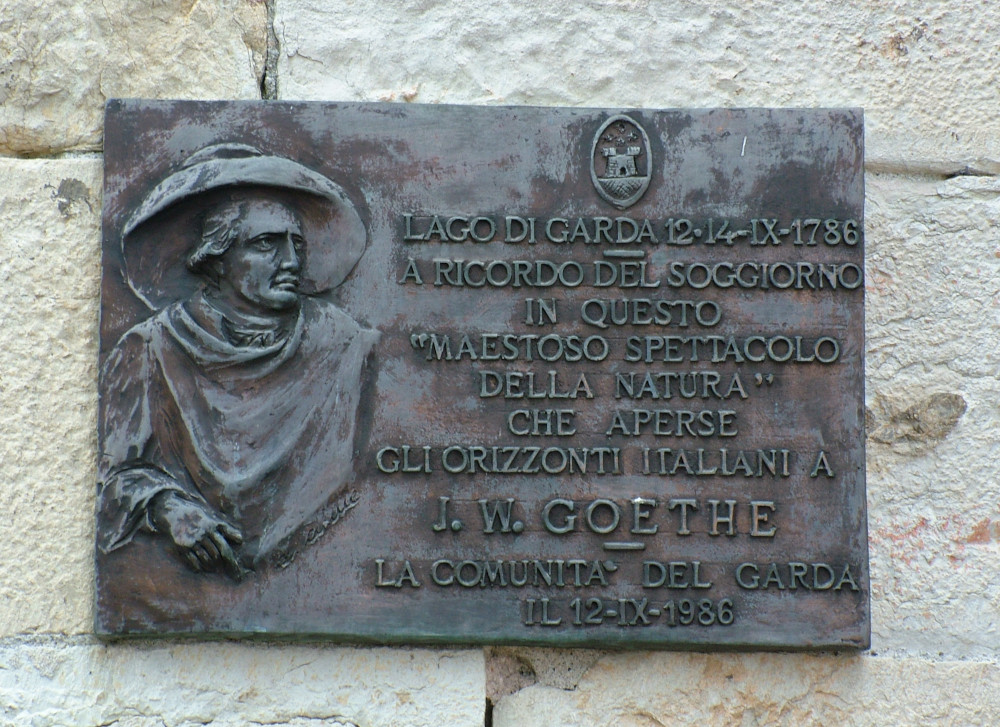 LAGO DI GARDA 12·14-IX-1786
A RICORDO DEL SOGGIORNO
IN QUESTO
"MAESTOSO SPETTACOLO
DELLA NATURA"
CHE APERSE
GLI ORIZZONTI ITALIANI A
J. W. GOETHE
LA COMUNITA' DEL GARDA
IL 12-IX-1986